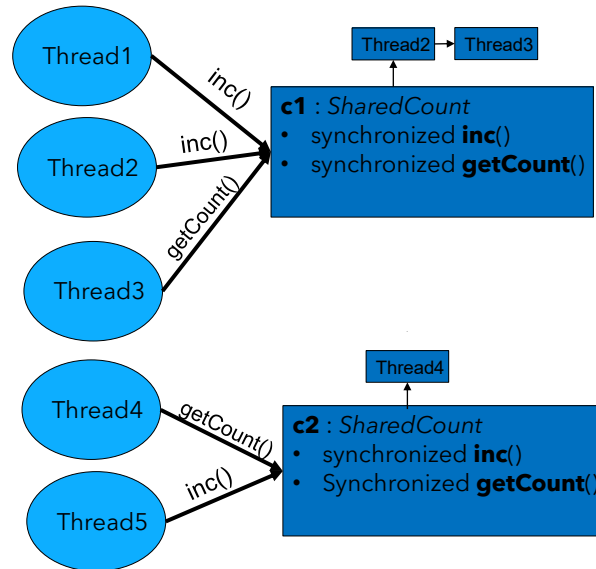 Thread1
Thread2
Thread3
inc()
inc()
getCount()
Thread2
Thread3
c1 : SharedCount
• synchronized inc()
• synchronized getCount()
Thread4
Thread5
getCount()
inc()
Thread4
c2 : SharedCount
• synchronized inc()
• Synchronized getCount()